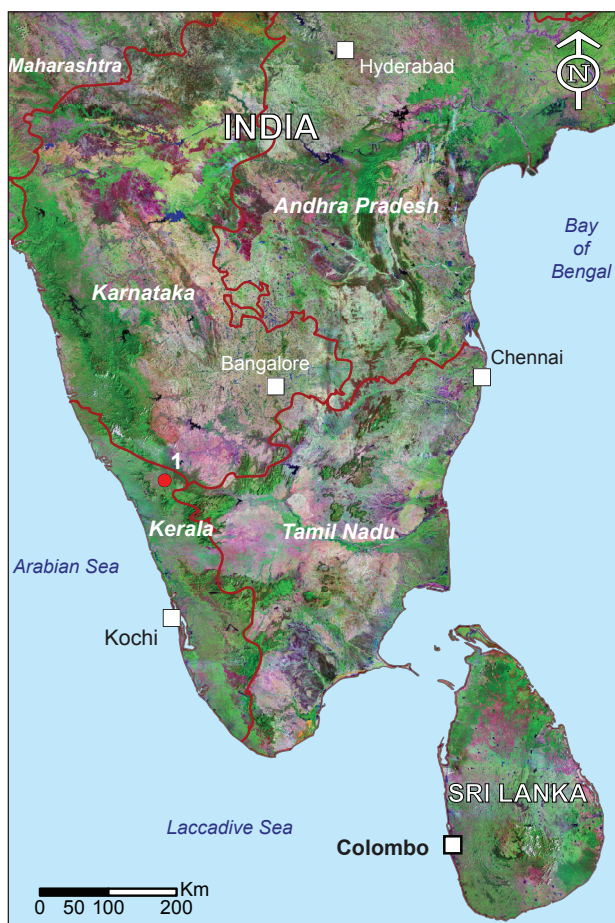 Maharashtra
Hyderabad
N
INDIA
Andhra Pradesh
Bay
of
Bengal
Karnataka
Bangalore
Chennai
1
Kerala
Tamil Nadu
Arabian Sea
Kochi
SRI LANKA
Laccadive Sea
Colombo
Km
0 50 100 200